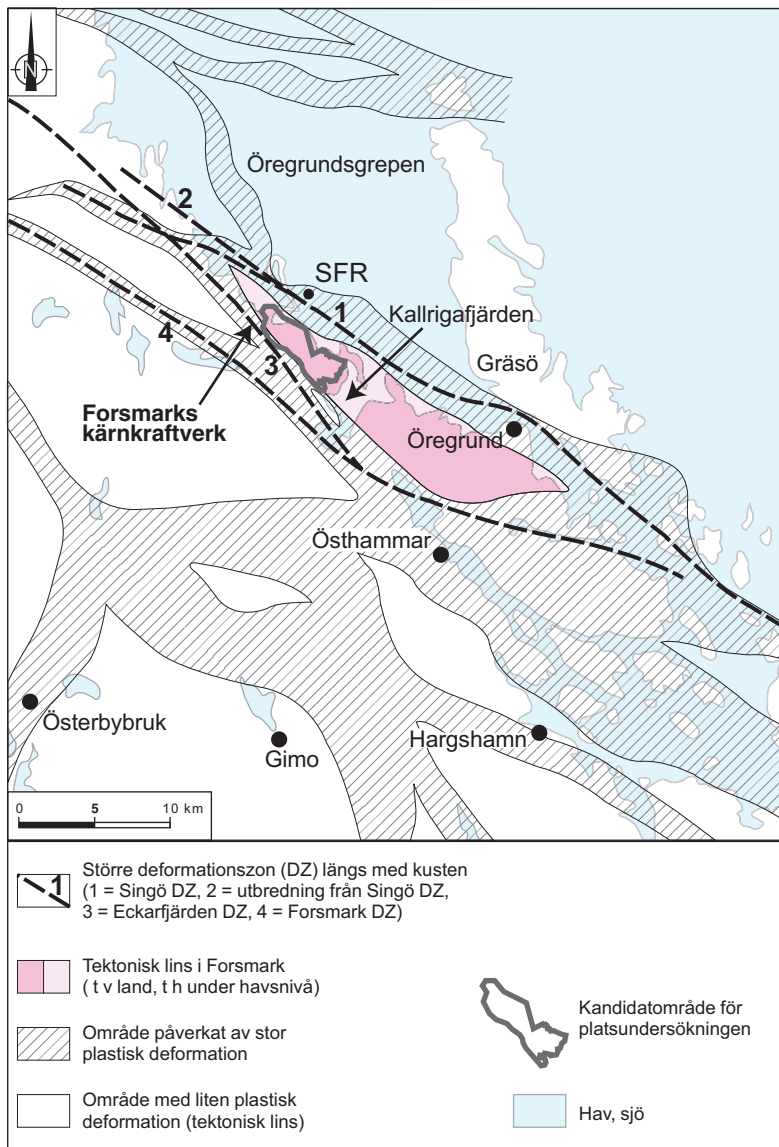 N
Öregrundsgrepen
2
SFR
1
Kallrigafjärden
4
3
Gräsö
Forsmarks
kärnkraftverk
Öregrund
Östhammar
Österbybruk
Gimo
Hargshamn
0 5 10 km
1
Större deformationszon (DZ) längs med kusten
(1 = Singö DZ, 2 = utbredning från Singö DZ,
3 = Eckarfjärden DZ, 4 = Forsmark DZ)
Tektonisk lins i Forsmark
( t v land, t h under havsnivå)
Område påverkat av stor
plastisk deformation
Område med liten plastisk
deformation (tektonisk lins)
Kandidatområde för
platsundersökningen
Hav, sjö